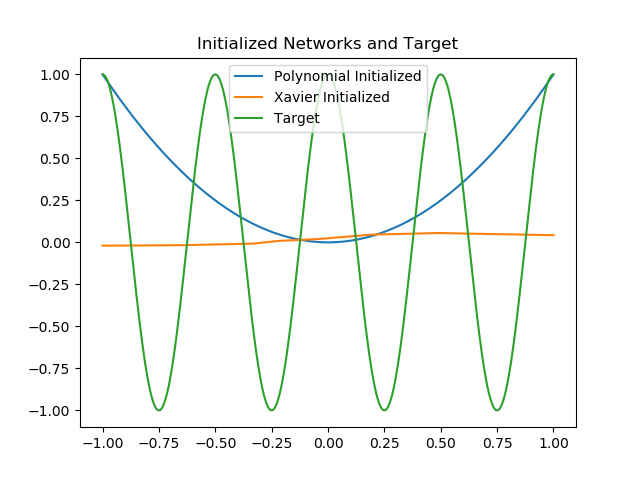 Initialized Networks and Target
Polynomial Initialized
Xavier Initialized
Target
1.00
0.75
0.50
0.25
0.00
−0.25
−0.50
−0.75
−1.00
−1.00 −0.75 −0.50 −0.25 0.00 0.25 0.50 0.75 1.00